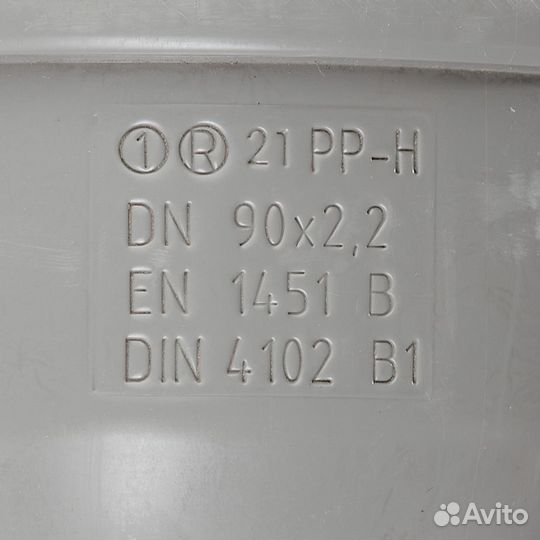 ① Ⓡ 21 PP-H
DN 90x2,2
EN 1451 B
DIN 4102 B1
Avito